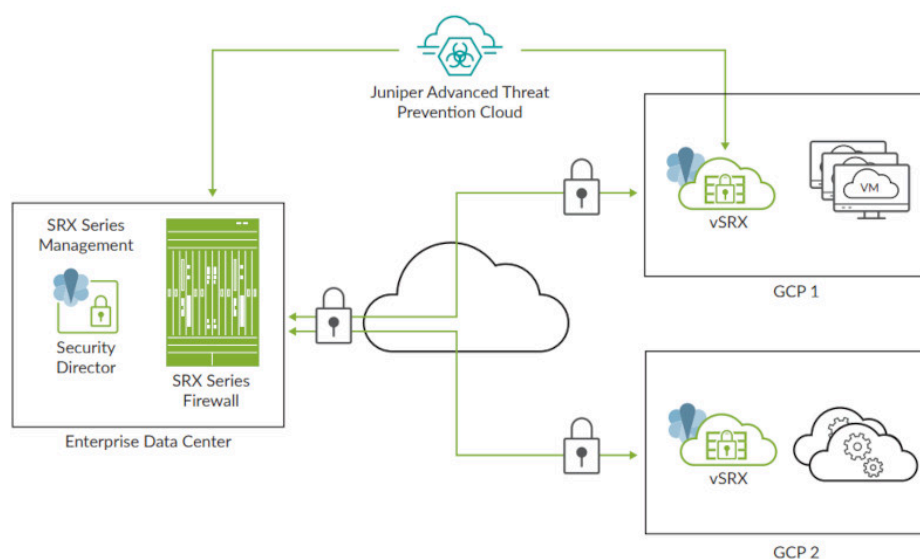 Juniper Advanced Threat
Prevention Cloud
SRX Series
Management
Security
Director
SRX Series
Firewall
Enterprise Data Center
vSRX
VM
GCP 1
vSRX
GCP 2